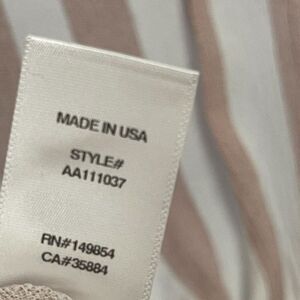 MADE IN USA
STYLE#
AA111037
RN#149854
CA#35884